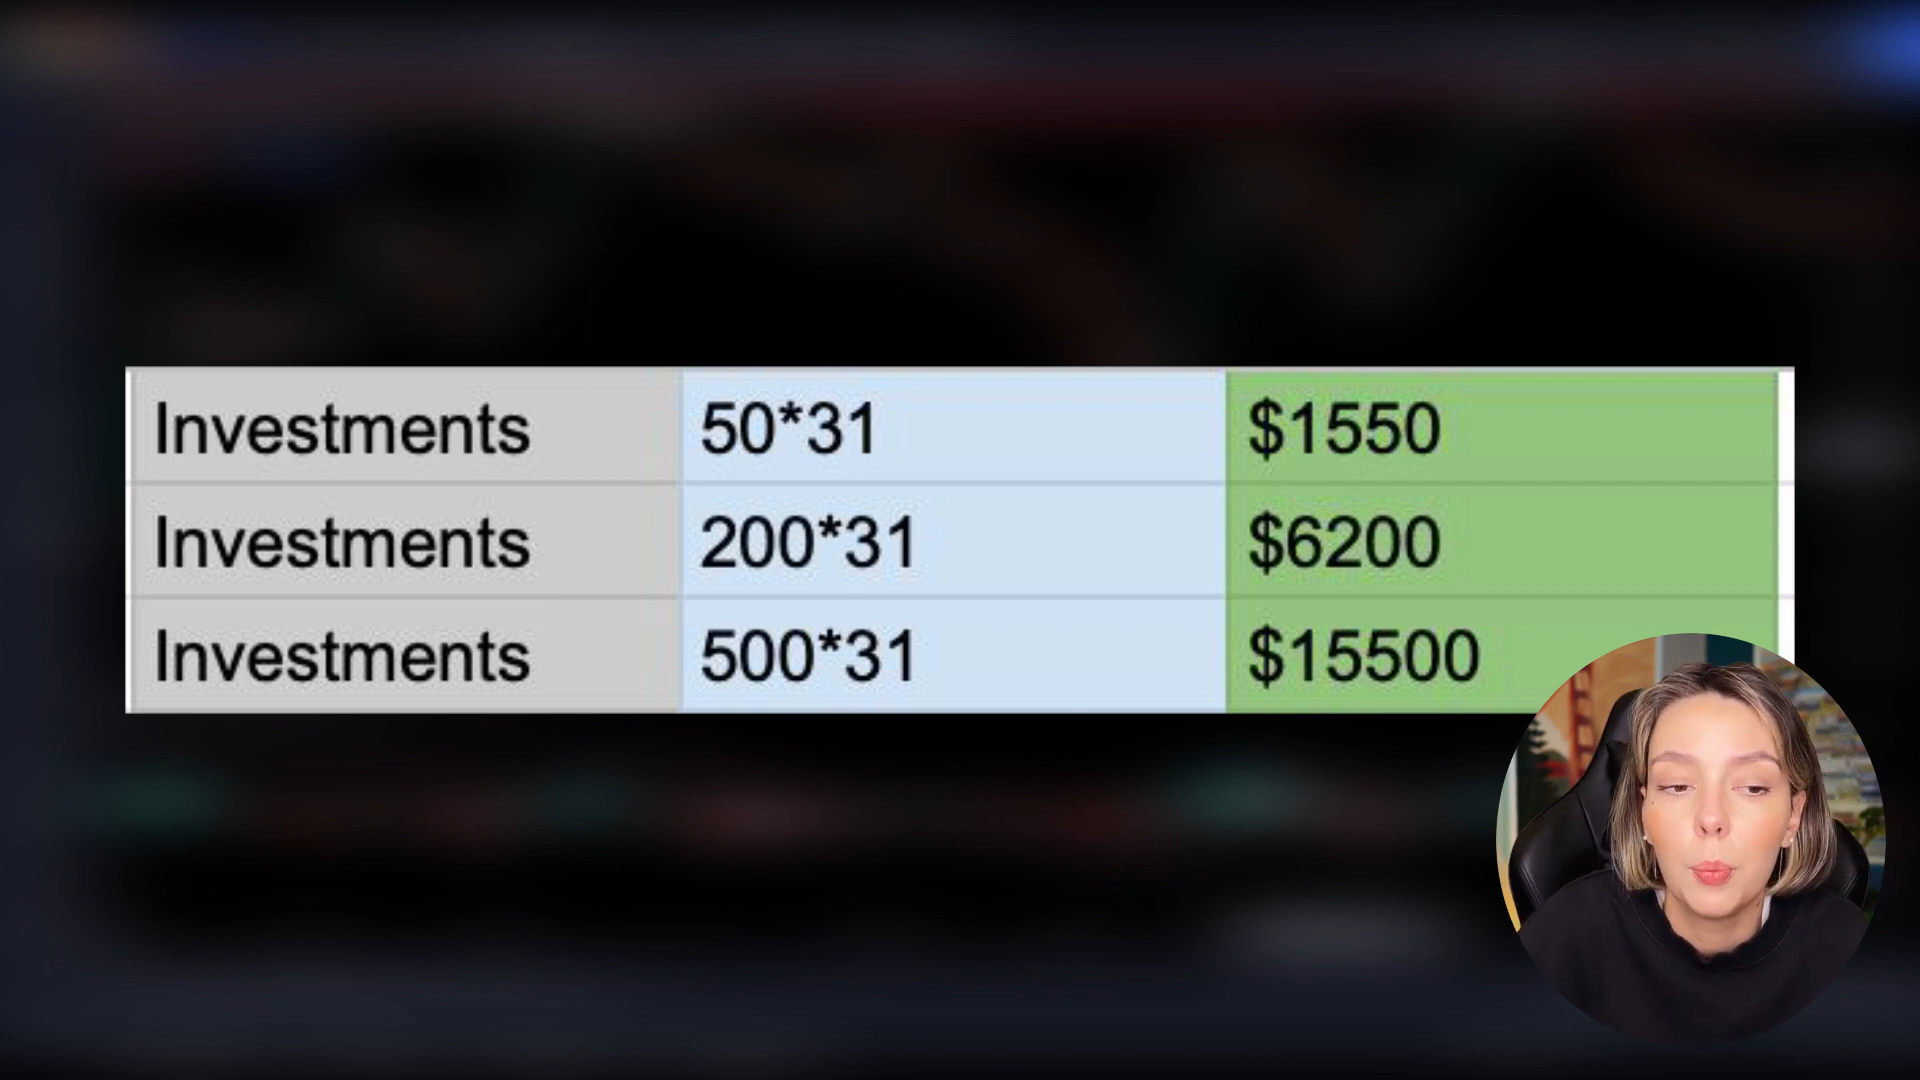 Investments 50*31 $1550
Investments 200*31 $6200
Investments 500*31 $15500